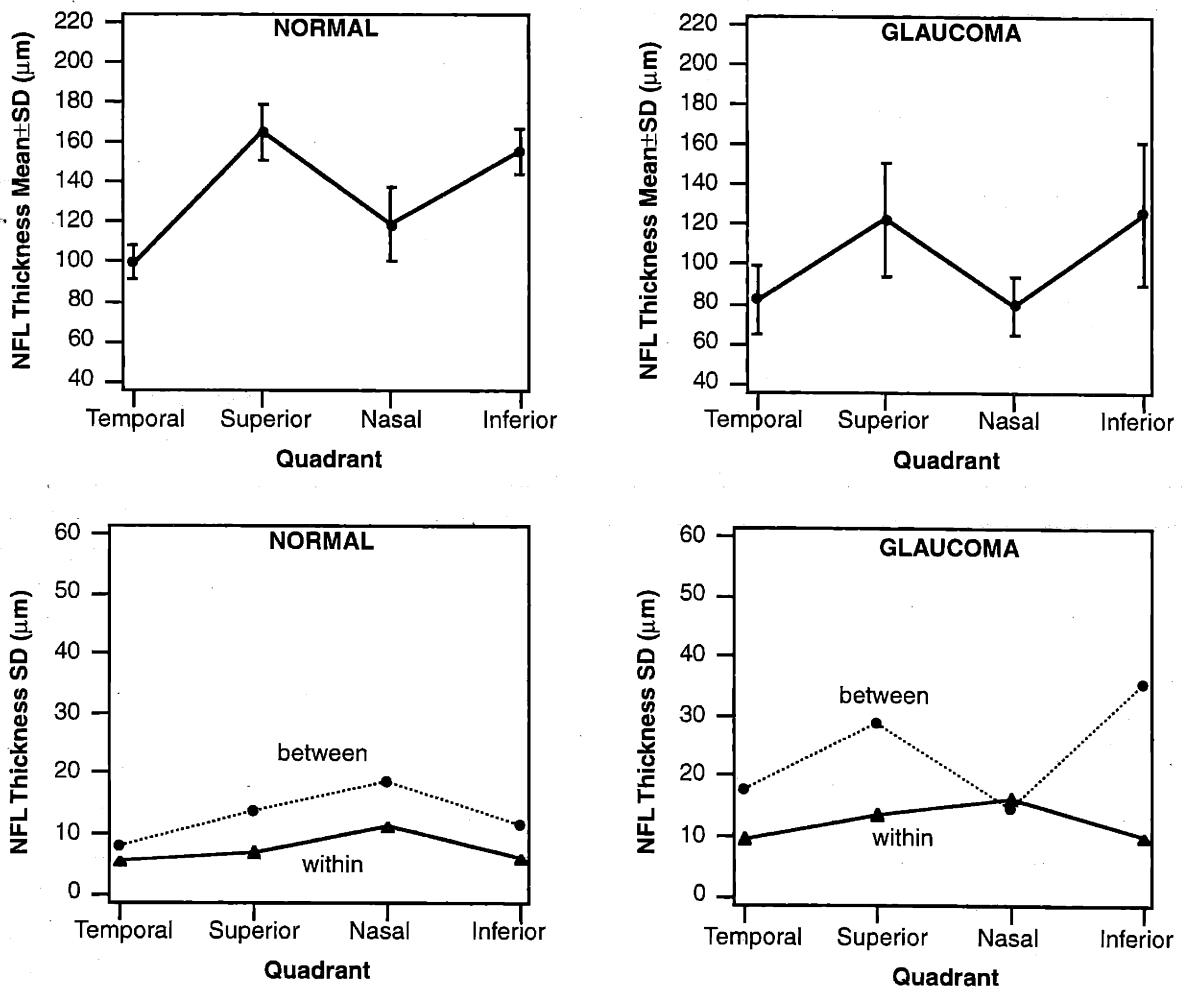 NORMAL
NFL Thickness Mean±SD (μm)
220
200
180
160
140
120
100
80
60
40
Temporal Superior Nasal Inferior
Quadrant
GLAUCOMA
NFL Thickness Mean±SD (μm)
220
200
180
160
140
120
100
80
60
40
Temporal Superior Nasal Inferior
Quadrant
NORMAL
NFL Thickness SD (μm)
60
50
40
30
20
10
0
between
within
Temporal Superior Nasal Inferior
Quadrant
GLAUCOMA
NFL Thickness SD (μm)
60
50
40
30
20
10
0
between
within
Temporal Superior Nasal Inferior
Quadrant